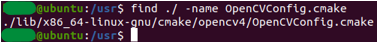 @ubuntu:/usr$ find ./ -name OpenCVConfig.cmake
./lib/x86_64-linux-gnu/cmake/opencv4/OpenCVConfig.cmake
@ubuntu:/usr$